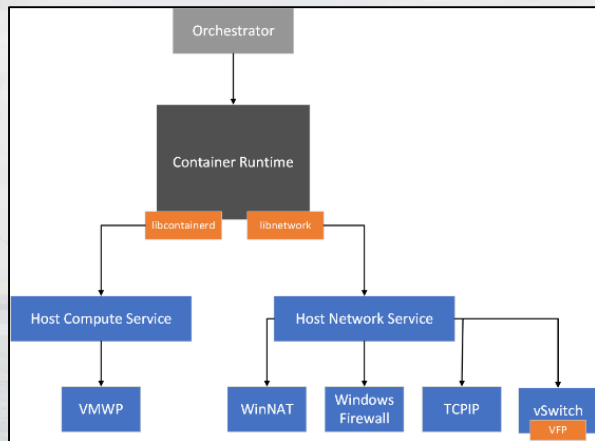 Orchestrator
Container Runtime
libcontainerd
libnetwork
Host Compute Service
Host Network Service
VMWP
WinNAT
Windows
Firewall
TCPIP
vSwitch
VFP